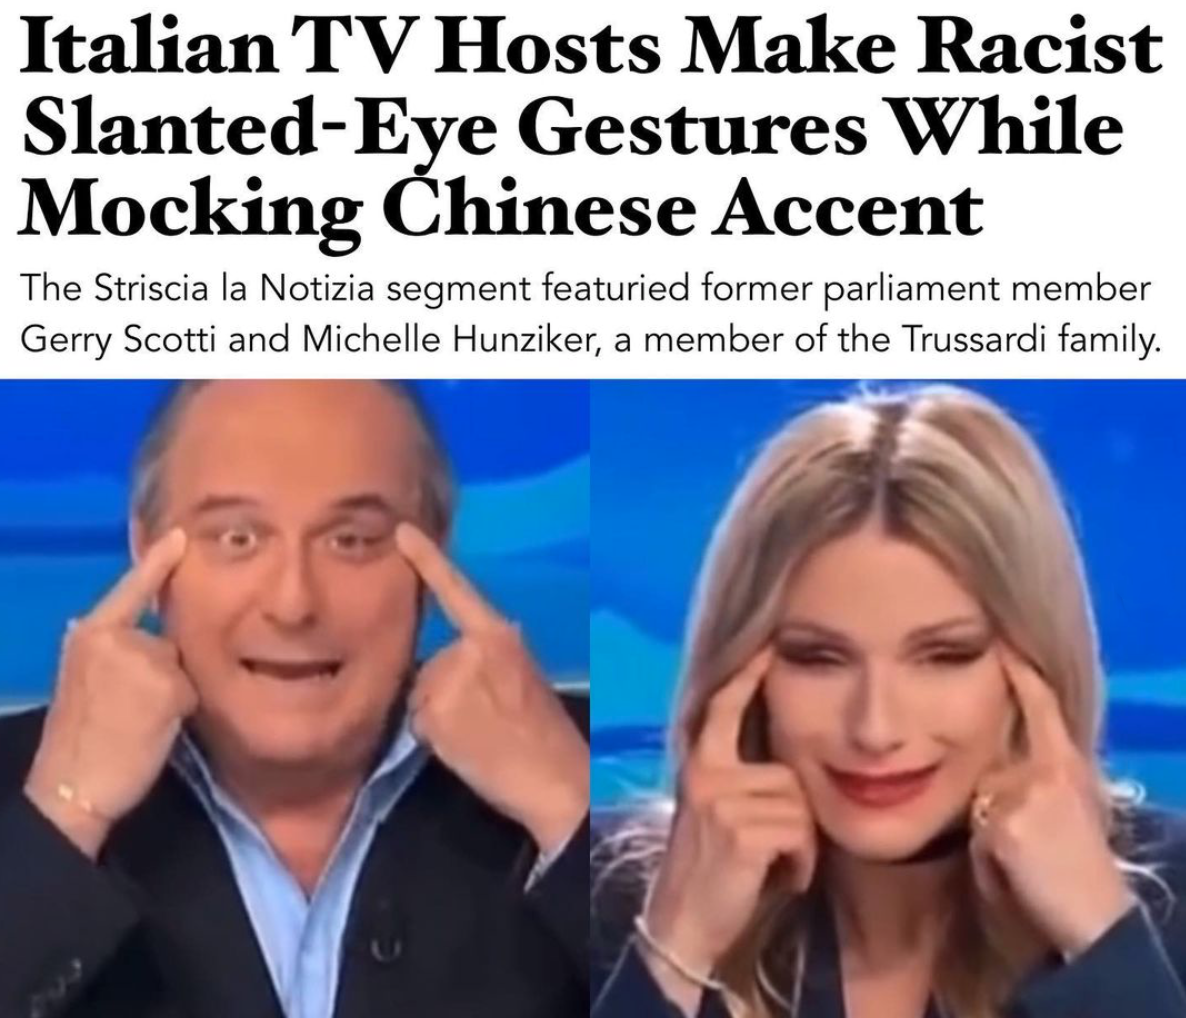 Italian TV Hosts Make Racist
Slanted-Eye Gestures While
Mocking Chinese Accent
The Striscia la Notizia segment featuried former parliament member
Gerry Scotti and Michelle Hunziker, a member of the Trussardi family.